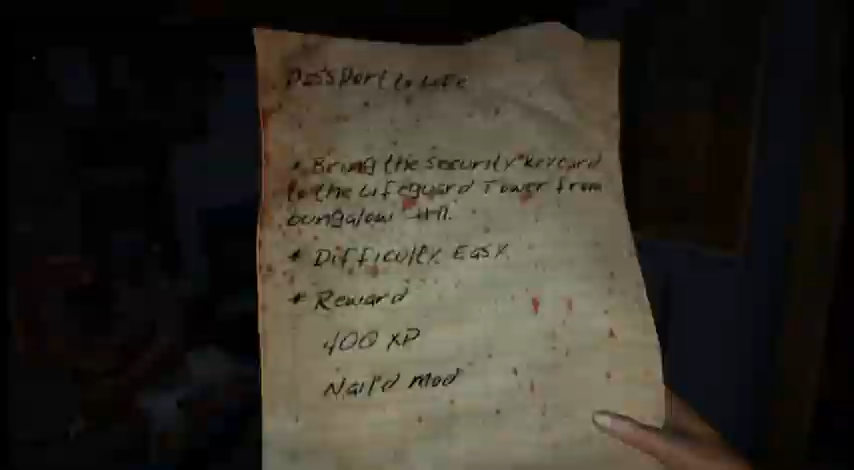 Passport to Life
* Bring the security keycard
to the Lifeguard Tower from
bungalow
* Difficulty: Easy
* Reward
400 XP
Nail'd mod